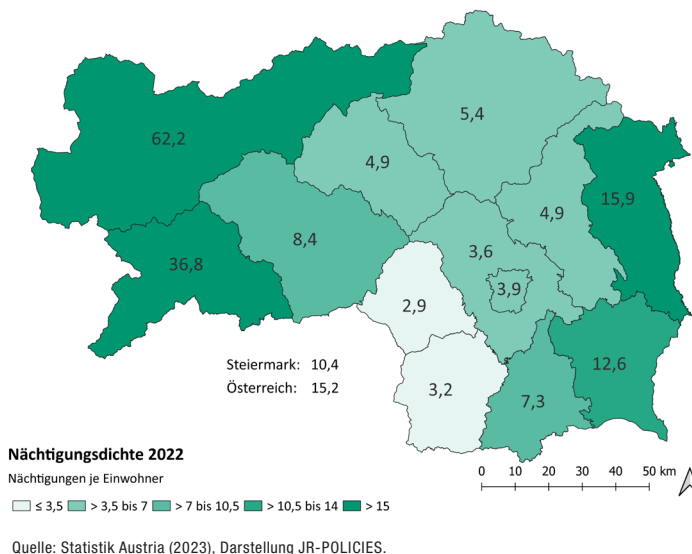 5,4
62,2
4,9
15,9
4,9
8,4
3,6
36,8
3,9
2,9
Steiermark: 10,4
12,6
Österreich: 15,2
3,2
7,3
Nächtigungsdichte 2022
Nächtigungen je Einwohner
0 10 20 30 40 50 km
≤ 3,5 > 3,5 bis 7 > 7 bis 10,5 > 10,5 bis 14 > 15
Quelle: Statistik Austria (2023), Darstellung JR-POLICIES.